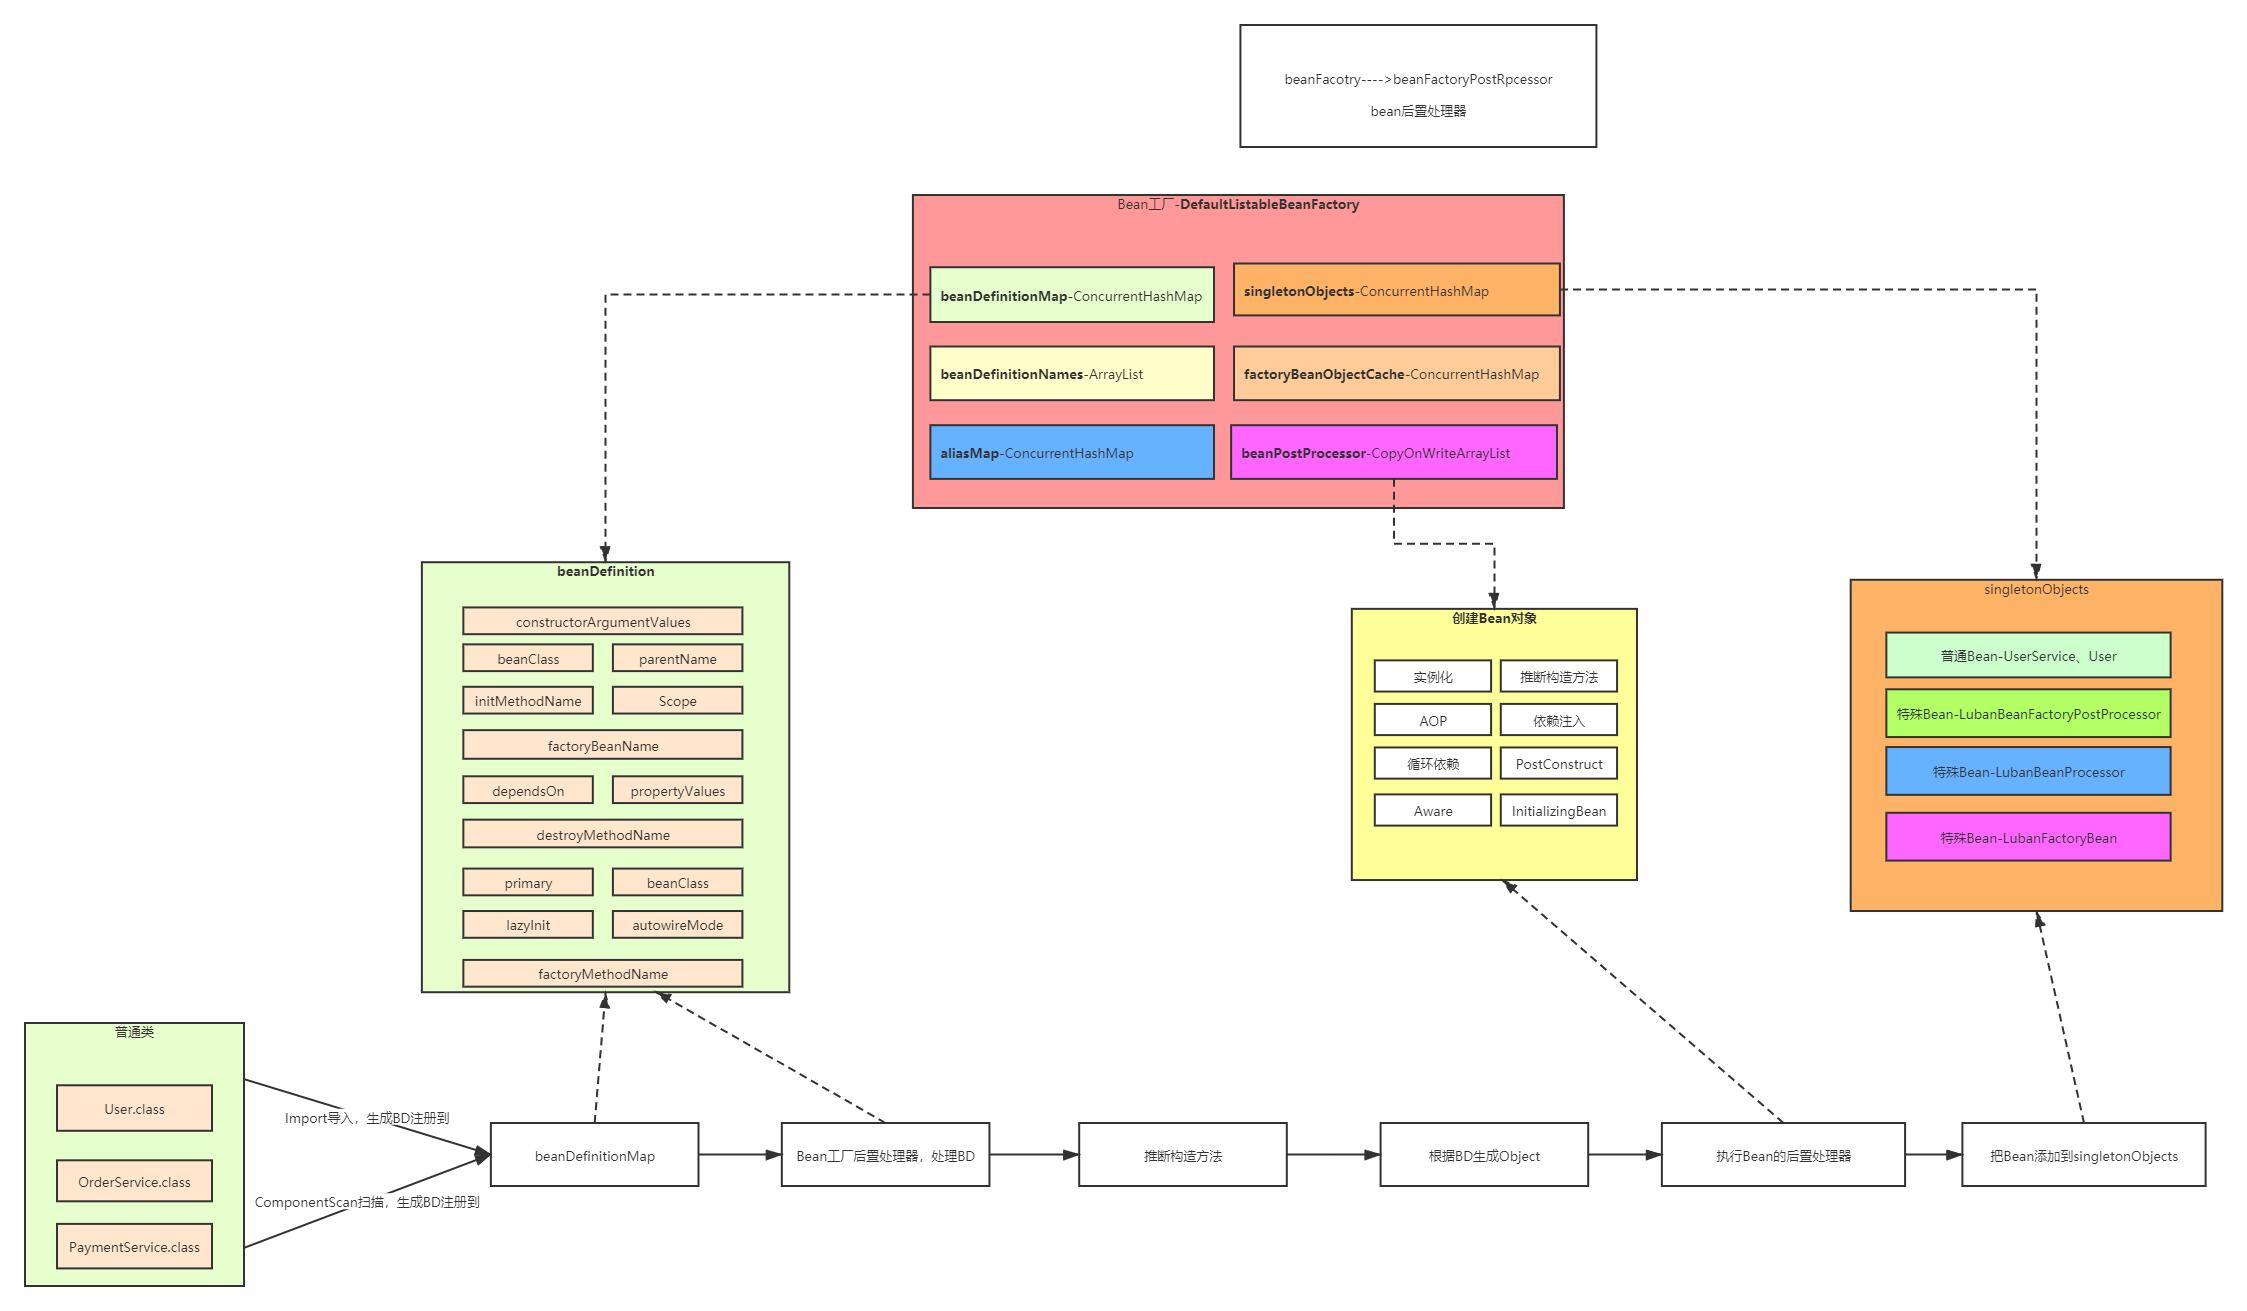 beanFacotry---->beanFactoryPostRpcessor
bean后置处理器
Bean工厂-DefaultListableBeanFactory
beanDefinitionMap-ConcurrentHashMap
singletonObjects-ConcurrentHashMap
beanDefinitionNames-ArrayList
factoryBeanObjectCache-ConcurrentHashMap
aliasMap-ConcurrentHashMap
beanPostProcessor-CopyOnWriteArrayList
beanDefinition
constructorArgumentValues
beanClass
parentName
initMethodName
Scope
factoryBeanName
dependsOn
propertyValues
destroyMethodName
primary
beanClass
lazyInit
autowireMode
factoryMethodName
创建Bean对象
实例化
推断构造方法
AOP
依赖注入
循环依赖
PostConstruct
Aware
InitializingBean
singletonObjects
普通Bean-UserService、User
特殊Bean-LubanBeanFactoryPostProcessor
特殊Bean-LubanBeanProcessor
特殊Bean-LubanFactoryBean
普通类
User.class
OrderService.class
PaymentService.class
Import导入，生成BD注册到
ComponentScan扫描，生成BD注册到
beanDefinitionMap
Bean工厂后置处理器，处理BD
推断构造方法
根据BD生成Object
执行Bean的后置处理器
把Bean添加到singletonObjects